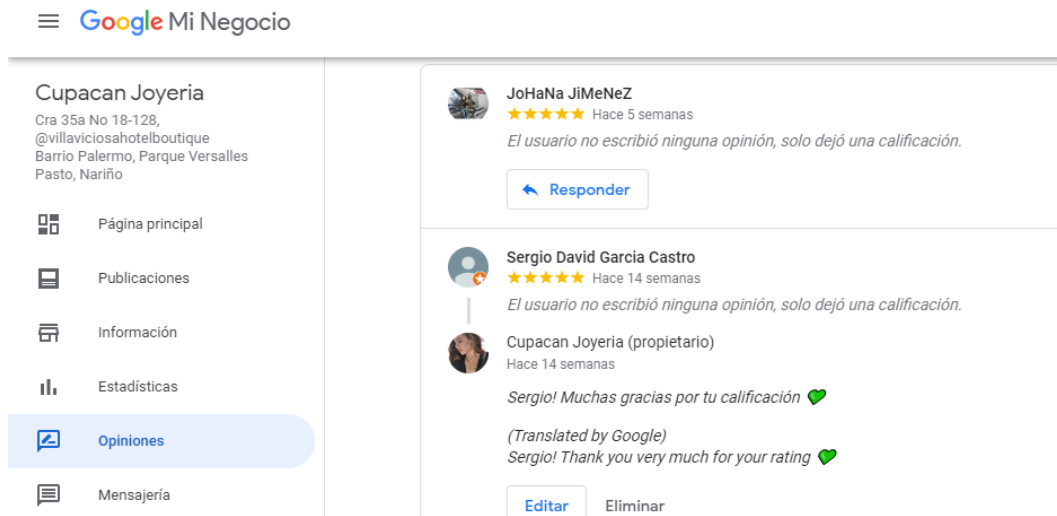 Google Mi Negocio
Cupacan Joyeria
Cra 35a No 18-128,
@villaviciosahotelboutique
Barrio Palermo, Parque Versalles
Pasto, Nariño
Página principal
Publicaciones
Información
Estadísticas
Opiniones
Mensajería
JoHaNa JiMeNeZ
Hace 5 semanas
El usuario no escribió ninguna opinión, solo dejó una calificación.
Responder
Sergio David Garcia Castro
Hace 14 semanas
El usuario no escribió ninguna opinión, solo dejó una calificación.
Cupacan Joyeria (propietario)
Hace 14 semanas
Sergio! Muchas gracias por tu calificación 💚
(Translated by Google)
Sergio! Thank you very much for your rating 💚
Editar Eliminar